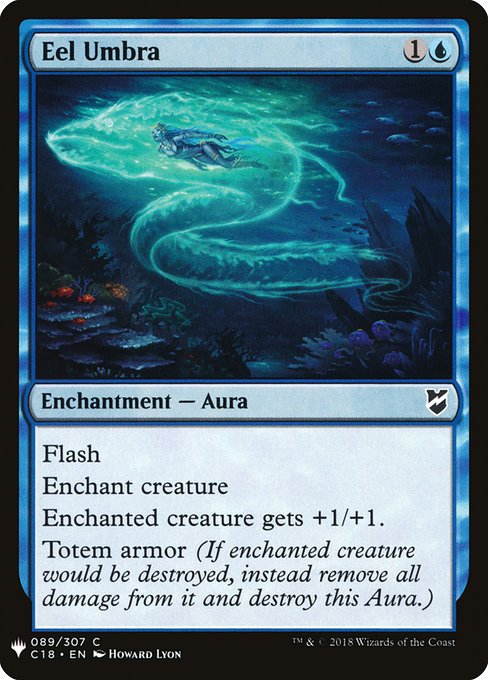 Eel Umbra 1
Enchantment — Aura
Flash
Enchant creature
Enchanted creature gets +1/+1.
Totem armor (If enchanted creature
would be destroyed, instead remove all
damage from it and destroy this Aura.)
089/307 C
C18 • EN Howard Lyon
™ & © 2018 Wizards of the Coast